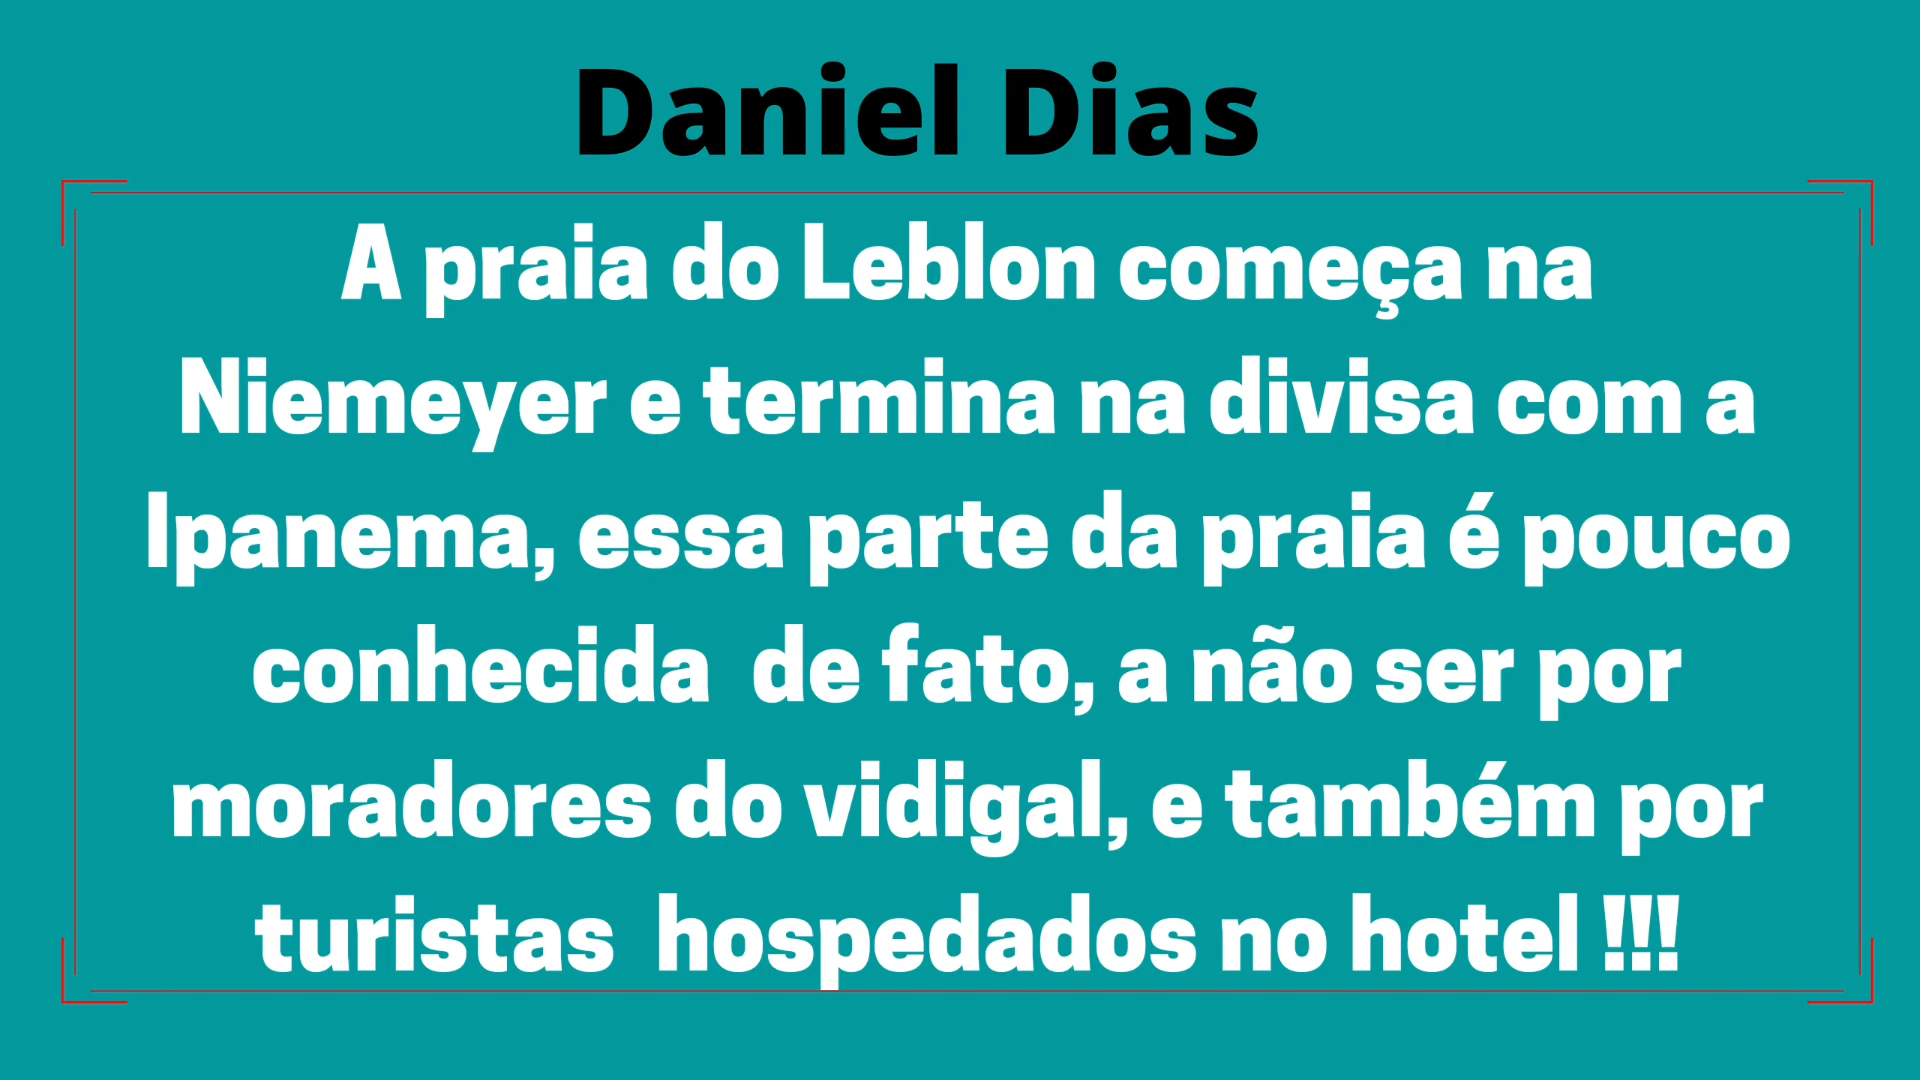 Daniel Dias
A praia do Leblon começa na
Niemeyer e termina na divisa com a
Ipanema, essa parte da praia é pouco
conhecida  de fato, a não ser por
moradores do vidigal, e também por
turistas  hospedados no hotel !!!